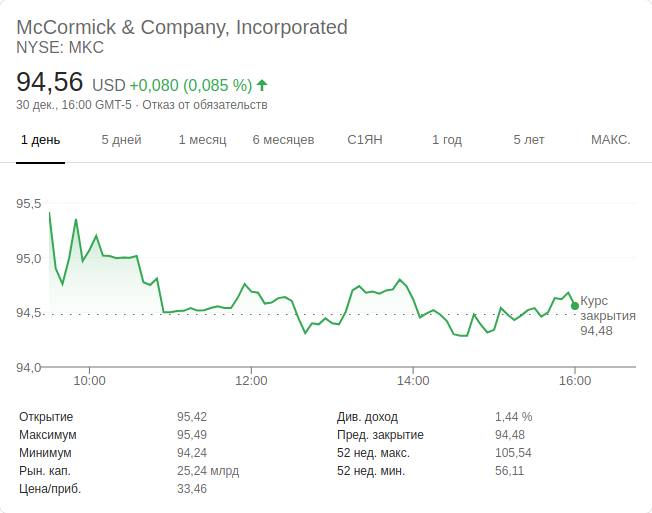 McCormick & Company, Incorporated
NYSE: MKC
94,56 USD +0,080 (0,085 %)
30 дек., 16:00 GMT-5 · Отказ от обязательств
1 день 5 дней 1 месяц 6 месяцев С1ЯН 1 год 5 лет МАКС.
95,5
95,0
94,5
94,0
Курс
закрытия
94,48
10:00 12:00 14:00 16:00
Открытие 95,42 Див. доход 1,44 %
Максимум 95,49 Пред. закрытие 94,48
Минимум 94,24 52 нед. макс. 105,54
Рын. кап. 25,24 млрд 52 нед. мин. 56,11
Цена/приб. 33,46